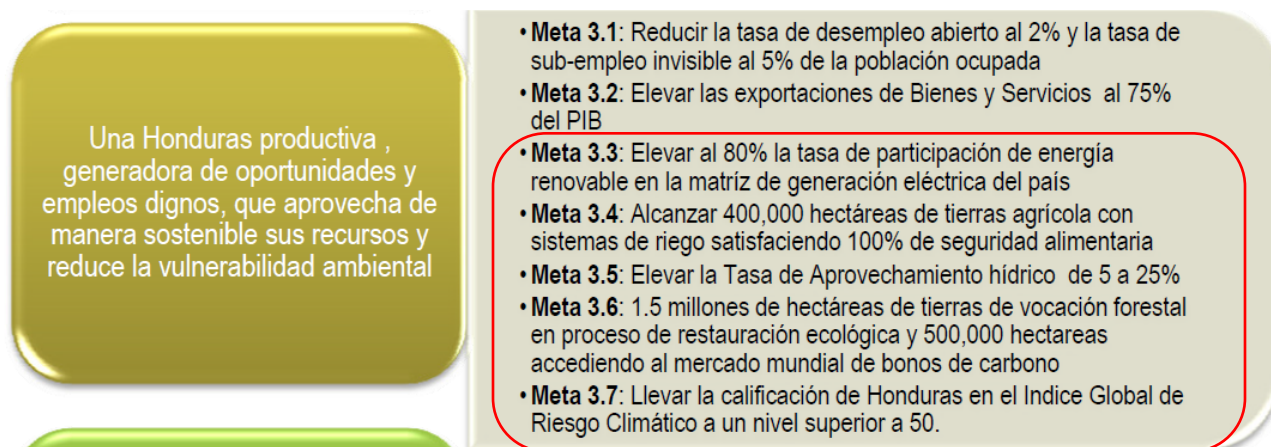 Una Honduras productiva ,
generadora de oportunidades y
empleos dignos, que aprovecha de
manera sostenible sus recursos y
reduce la vulnerabilidad ambiental
• Meta 3.1: Reducir la tasa de desempleo abierto al 2% y la tasa de
sub-empleo invisible al 5% de la población ocupada
• Meta 3.2: Elevar las exportaciones de Bienes y Servicios al 75%
del PIB
• Meta 3.3: Elevar al 80% la tasa de participación de energía
renovable en la matríz de generación eléctrica del país
• Meta 3.4: Alcanzar 400,000 hectáreas de tierras agrícola con
sistemas de riego satisfaciendo 100% de seguridad alimentaria
• Meta 3.5: Elevar la Tasa de Aprovechamiento hídrico de 5 a 25%
• Meta 3.6: 1.5 millones de hectáreas de tierras de vocación forestal
en proceso de restauración ecológica y 500,000 hectareas
accediendo al mercado mundial de bonos de carbono
• Meta 3.7: Llevar la calificación de Honduras en el Indice Global de
Riesgo Climático a un nivel superior a 50.